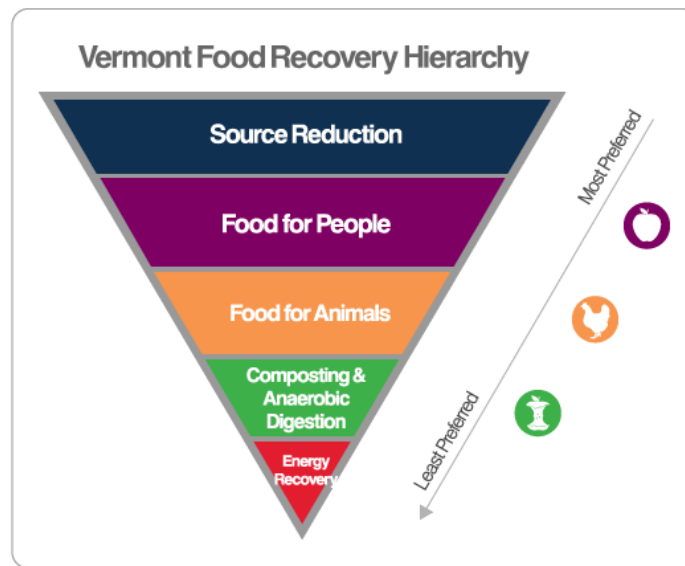 Vermont Food Recovery Hierarchy
Source Reduction
Food for People
Food for Animals
Composting &
Anaerobic
Digestion
Energy
Recovery
Most Preferred
Least Preferred